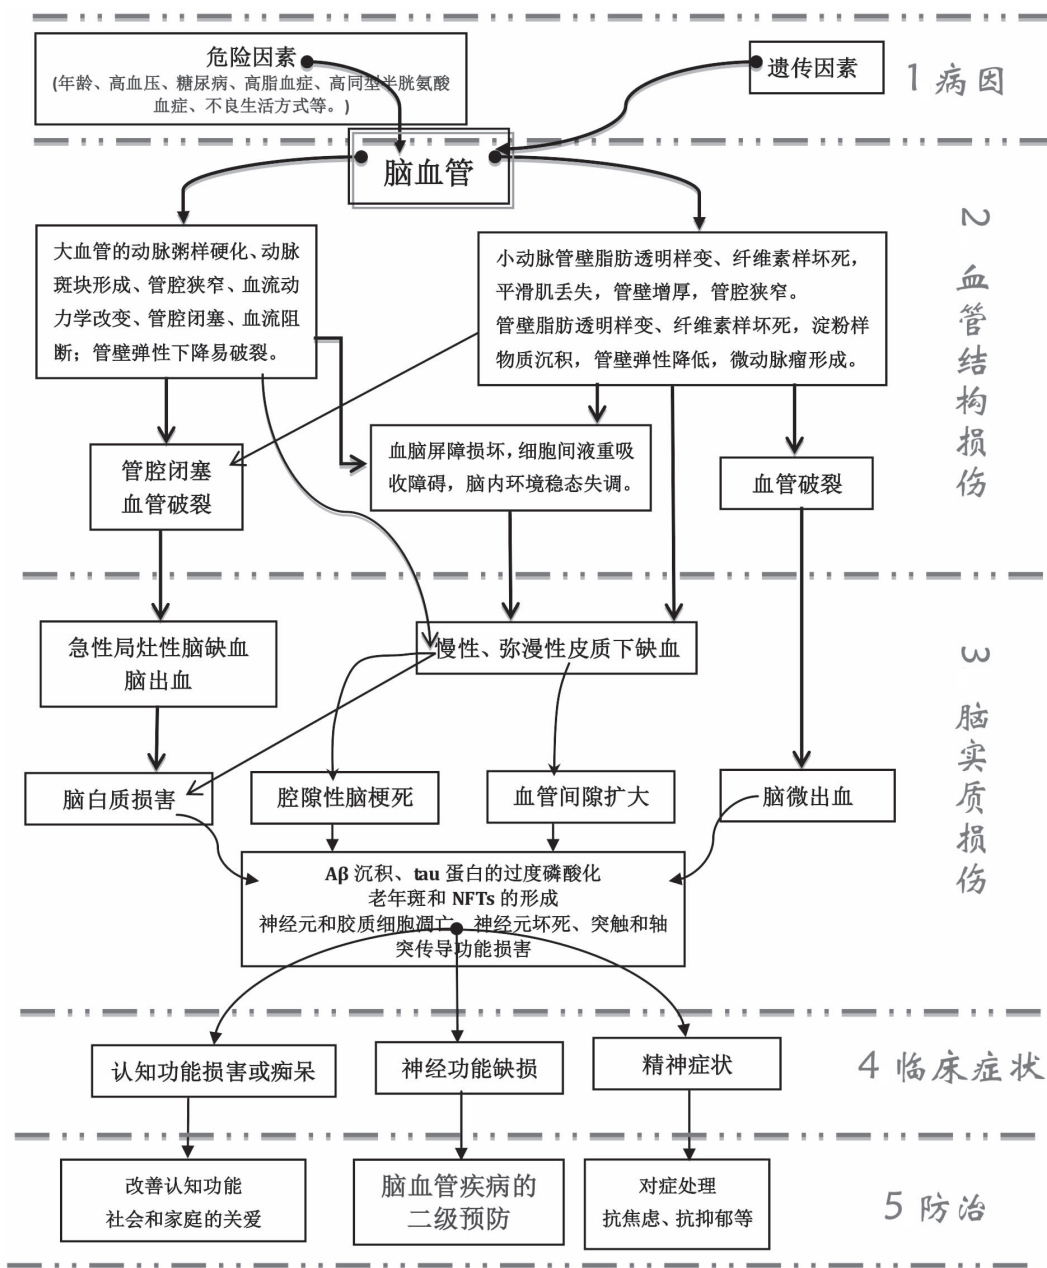 危险因素
(年龄、高血压、糖尿病、高脂血症、高同型半胱氨酸
血症、不良生活方式等。)
遗传因素
1 病因
脑血管
2 血管结构损伤
大血管的动脉粥样硬化、动脉
斑块形成、管腔狭窄、血流动
力学改变、管腔闭塞、血流阻
断；管壁弹性下降易破裂。
小动脉管壁脂肪透明样变、纤维素样坏死，
平滑肌丢失，管壁增厚，管腔狭窄。
管壁脂肪透明样变、纤维素样坏死，淀粉样
物质沉积，管壁弹性降低，微动脉瘤形成。
管腔闭塞
血管破裂
血脑屏障损坏，细胞间液重吸
收障碍，脑内环境稳态失调。
血管破裂
急性局灶性脑缺血
脑出血
慢性、弥漫性皮质下缺血
3 脑实质损伤
脑白质损害
腔隙性脑梗死
血管间隙扩大
脑微出血
Aβ 沉积、tau 蛋白的过度磷酸化
老年斑和 NFTs 的形成
神经元和胶质细胞凋亡、神经元坏死、突触和轴
突传导功能损害
认知功能损害或痴呆
神经功能缺损
精神症状
4 临床症状
改善认知功能
社会和家庭的关爱
脑血管疾病的
二级预防
对症处理
抗焦虑、抗抑郁等
5 防治